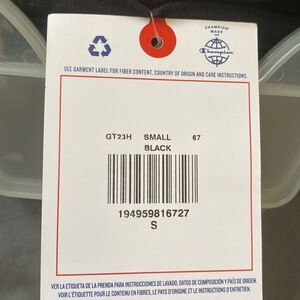 CHAMPION
MADE
Champion
SEE GARMENT LABEL FOR FIBER CONTENT, COUNTRY OF ORIGIN AND CARE INSTRUCTIONS.
GT23H SMALL 67
BLACK
194959816727
S
VER LA ETIQUETA DE LA PRENDA PARA INSTRUCCIONES DE LAVADO, DATOS DE COMPOSICIÓN Y PAÍS DE ORIGEN.
VOIR L'ÉTIQUETTE POUR LE CONTENU EN FIBRES, LE PAYS D'ORIGINE ET LES INSTRUCTIONS D'ENTRETIEN.